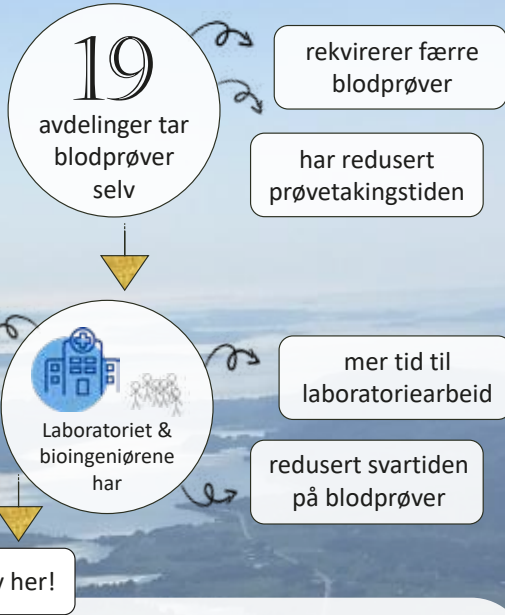 19
avdelinger tar
blodprøver
selv
rekvirerer færre
blodprøver
har redusert
prøvetakingstiden
Laboratoriet &
bioingeniørene
har
mer tid til
laboratoriearbeid
redusert svartiden
på blodprøver
her!